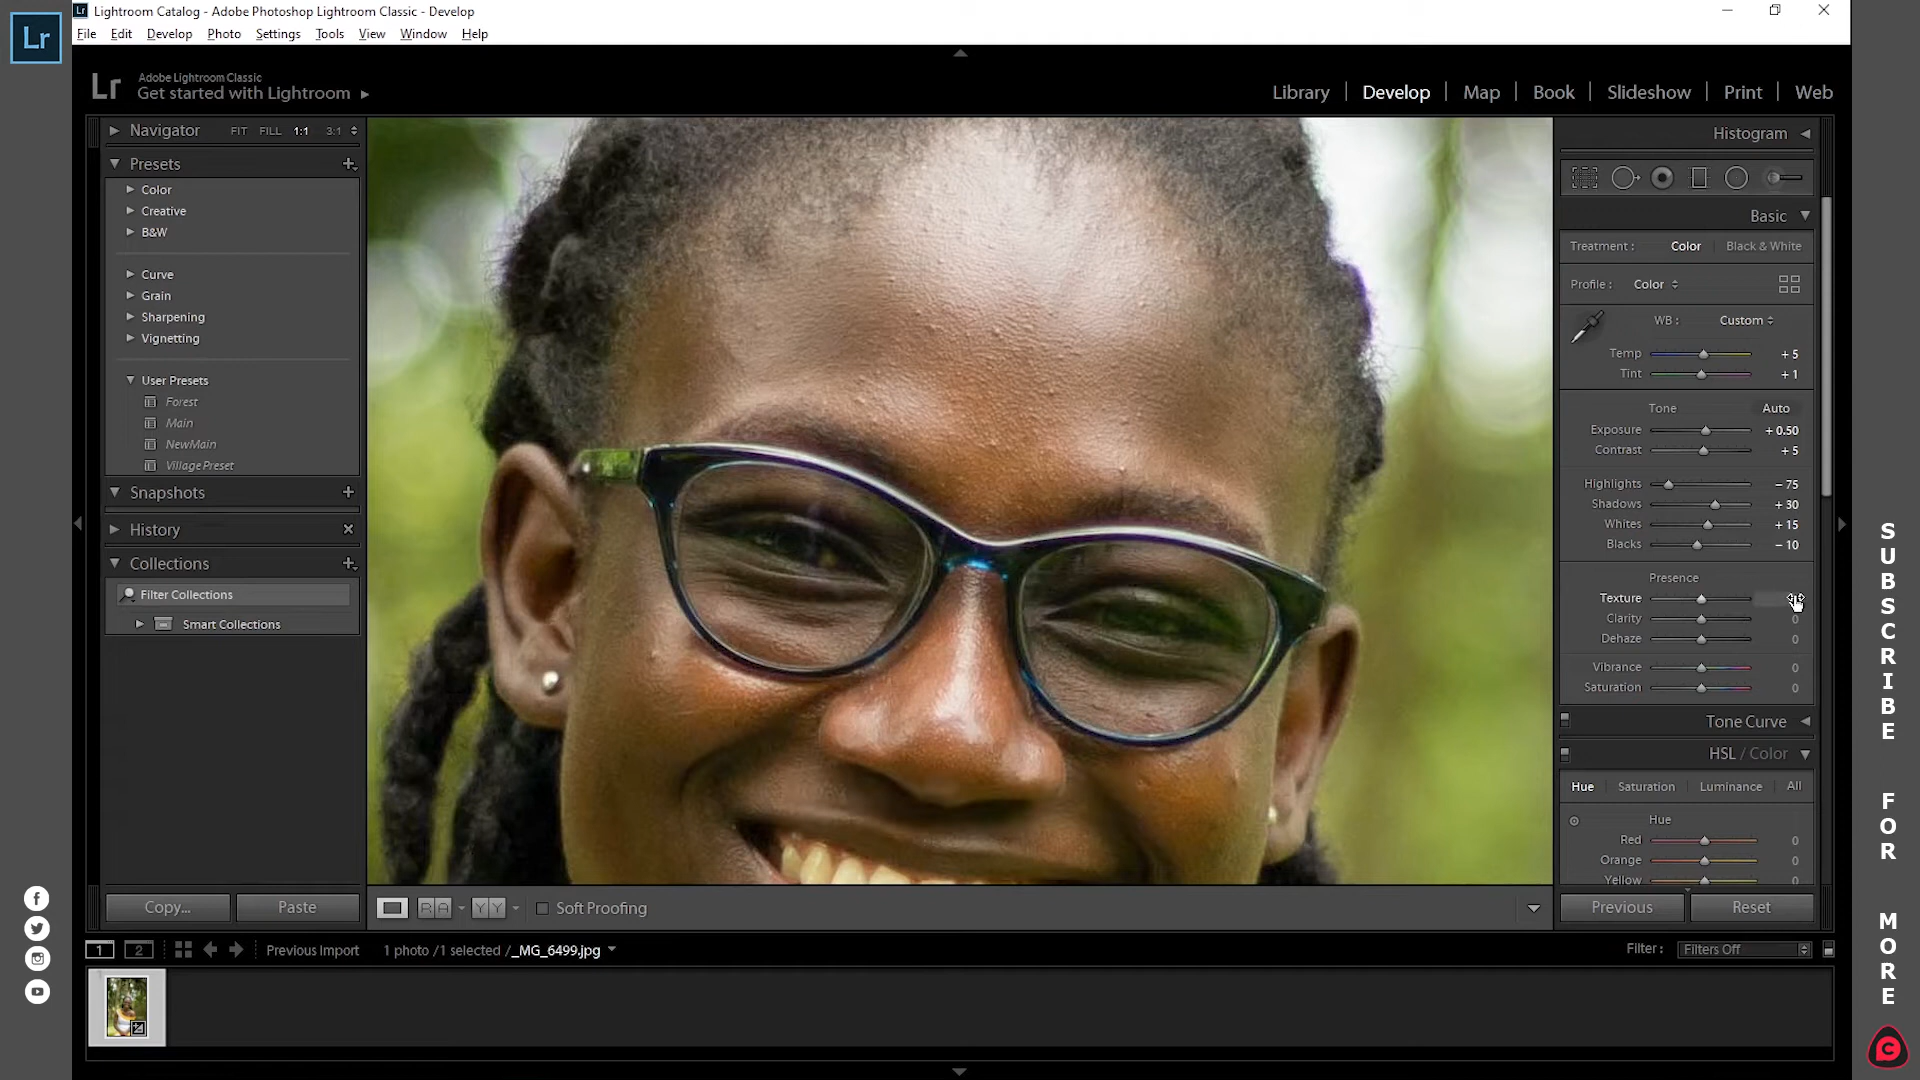 Lr
Lr Lightroom Catalog - Adobe Photoshop Lightroom Classic - Develop
File Edit Develop Photo Settings Tools View Window Help
Lr
Adobe Lightroom Classic
Get started with Lightroom
Library | Develop | Map | Book | Slideshow | Print | Web
Navigator FIT FILL 1:1 3:1
Presets
Color
Creative
B&W
Curve
Grain
Sharpening
Vignetting
User Presets
Forest
Main
NewMain
Village Preset
Snapshots
History
Collections
Filter Collections
Smart Collections
Copy... Paste
Histogram
Basic
Treatment : Color Black & White
Profile : Color
WB : Custom
Temp + 5
Tint + 1
Tone Auto
Exposure + 0.50
Contrast + 5
Highlights − 75
Shadows + 30
Whites + 15
Blacks − 10
Presence
Texture
Clarity 0
Dehaze 0
Vibrance 0
Saturation 0
Tone Curve
HSL / Color
Hue Saturation Luminance All
Hue
Red 0
Orange 0
Yellow 0
Previous Reset
R A Y Y Soft Proofing
1 2 Previous Import 1 photo / 1 selected / _MG_6499.jpg
Filter : Filters Off
SUBSCRIBE
FOR
MORE